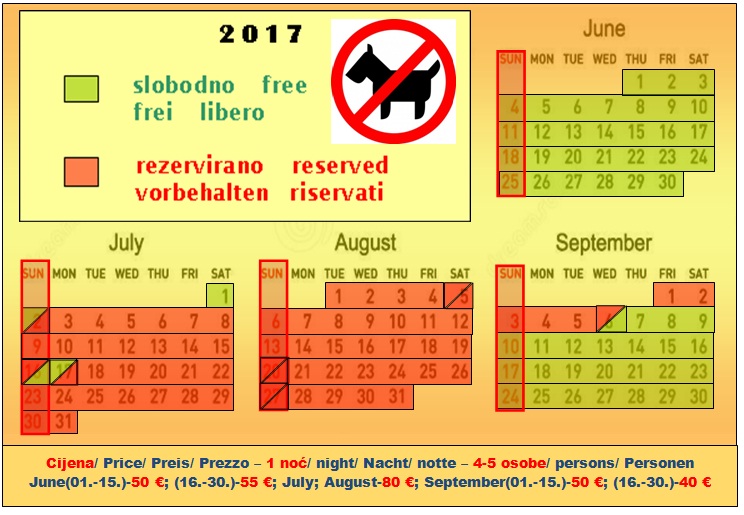 2017
slobodno free
frei libero
rezervirano reserved
vorbehalten riservati
June
SUN MON TUE WED THU FRI SAT
1 2 3
4 5 6 7 8 9 10
11 12 13 14 15 16 17
18 19 20 21 22 23 24
25 26 27 28 29 30
July
SUN MON TUE WED THU FRI SAT
1
2 3 4 5 6 7 8
9 10 11 12 13 14 15
16 17 18 19 20 21 22
23 24 25 26 27 28 29
30 31
August
SUN MON TUE WED THU FRI SAT
1 2 3 4 5
6 7 8 9 10 11 12
13 14 15 16 17 18 19
20 21 22 23 24 25 26
27 28 29 30 31
September
SUN MON TUE WED THU FRI SAT
1 2
3 4 5 6 7 8 9
10 11 12 13 14 15 16
17 18 19 20 21 22 23
24 25 26 27 28 29 30
Cijena/ Price/ Preis/ Prezzo – 1 noć/ night/ Nacht/ notte – 4-5 osobe/ persons/ Personen
June(01.-15.)-50 €; (16.-30.)-55 €; July; August-80 €; September(01.-15.)-50 €; (16.-30.)-40 €